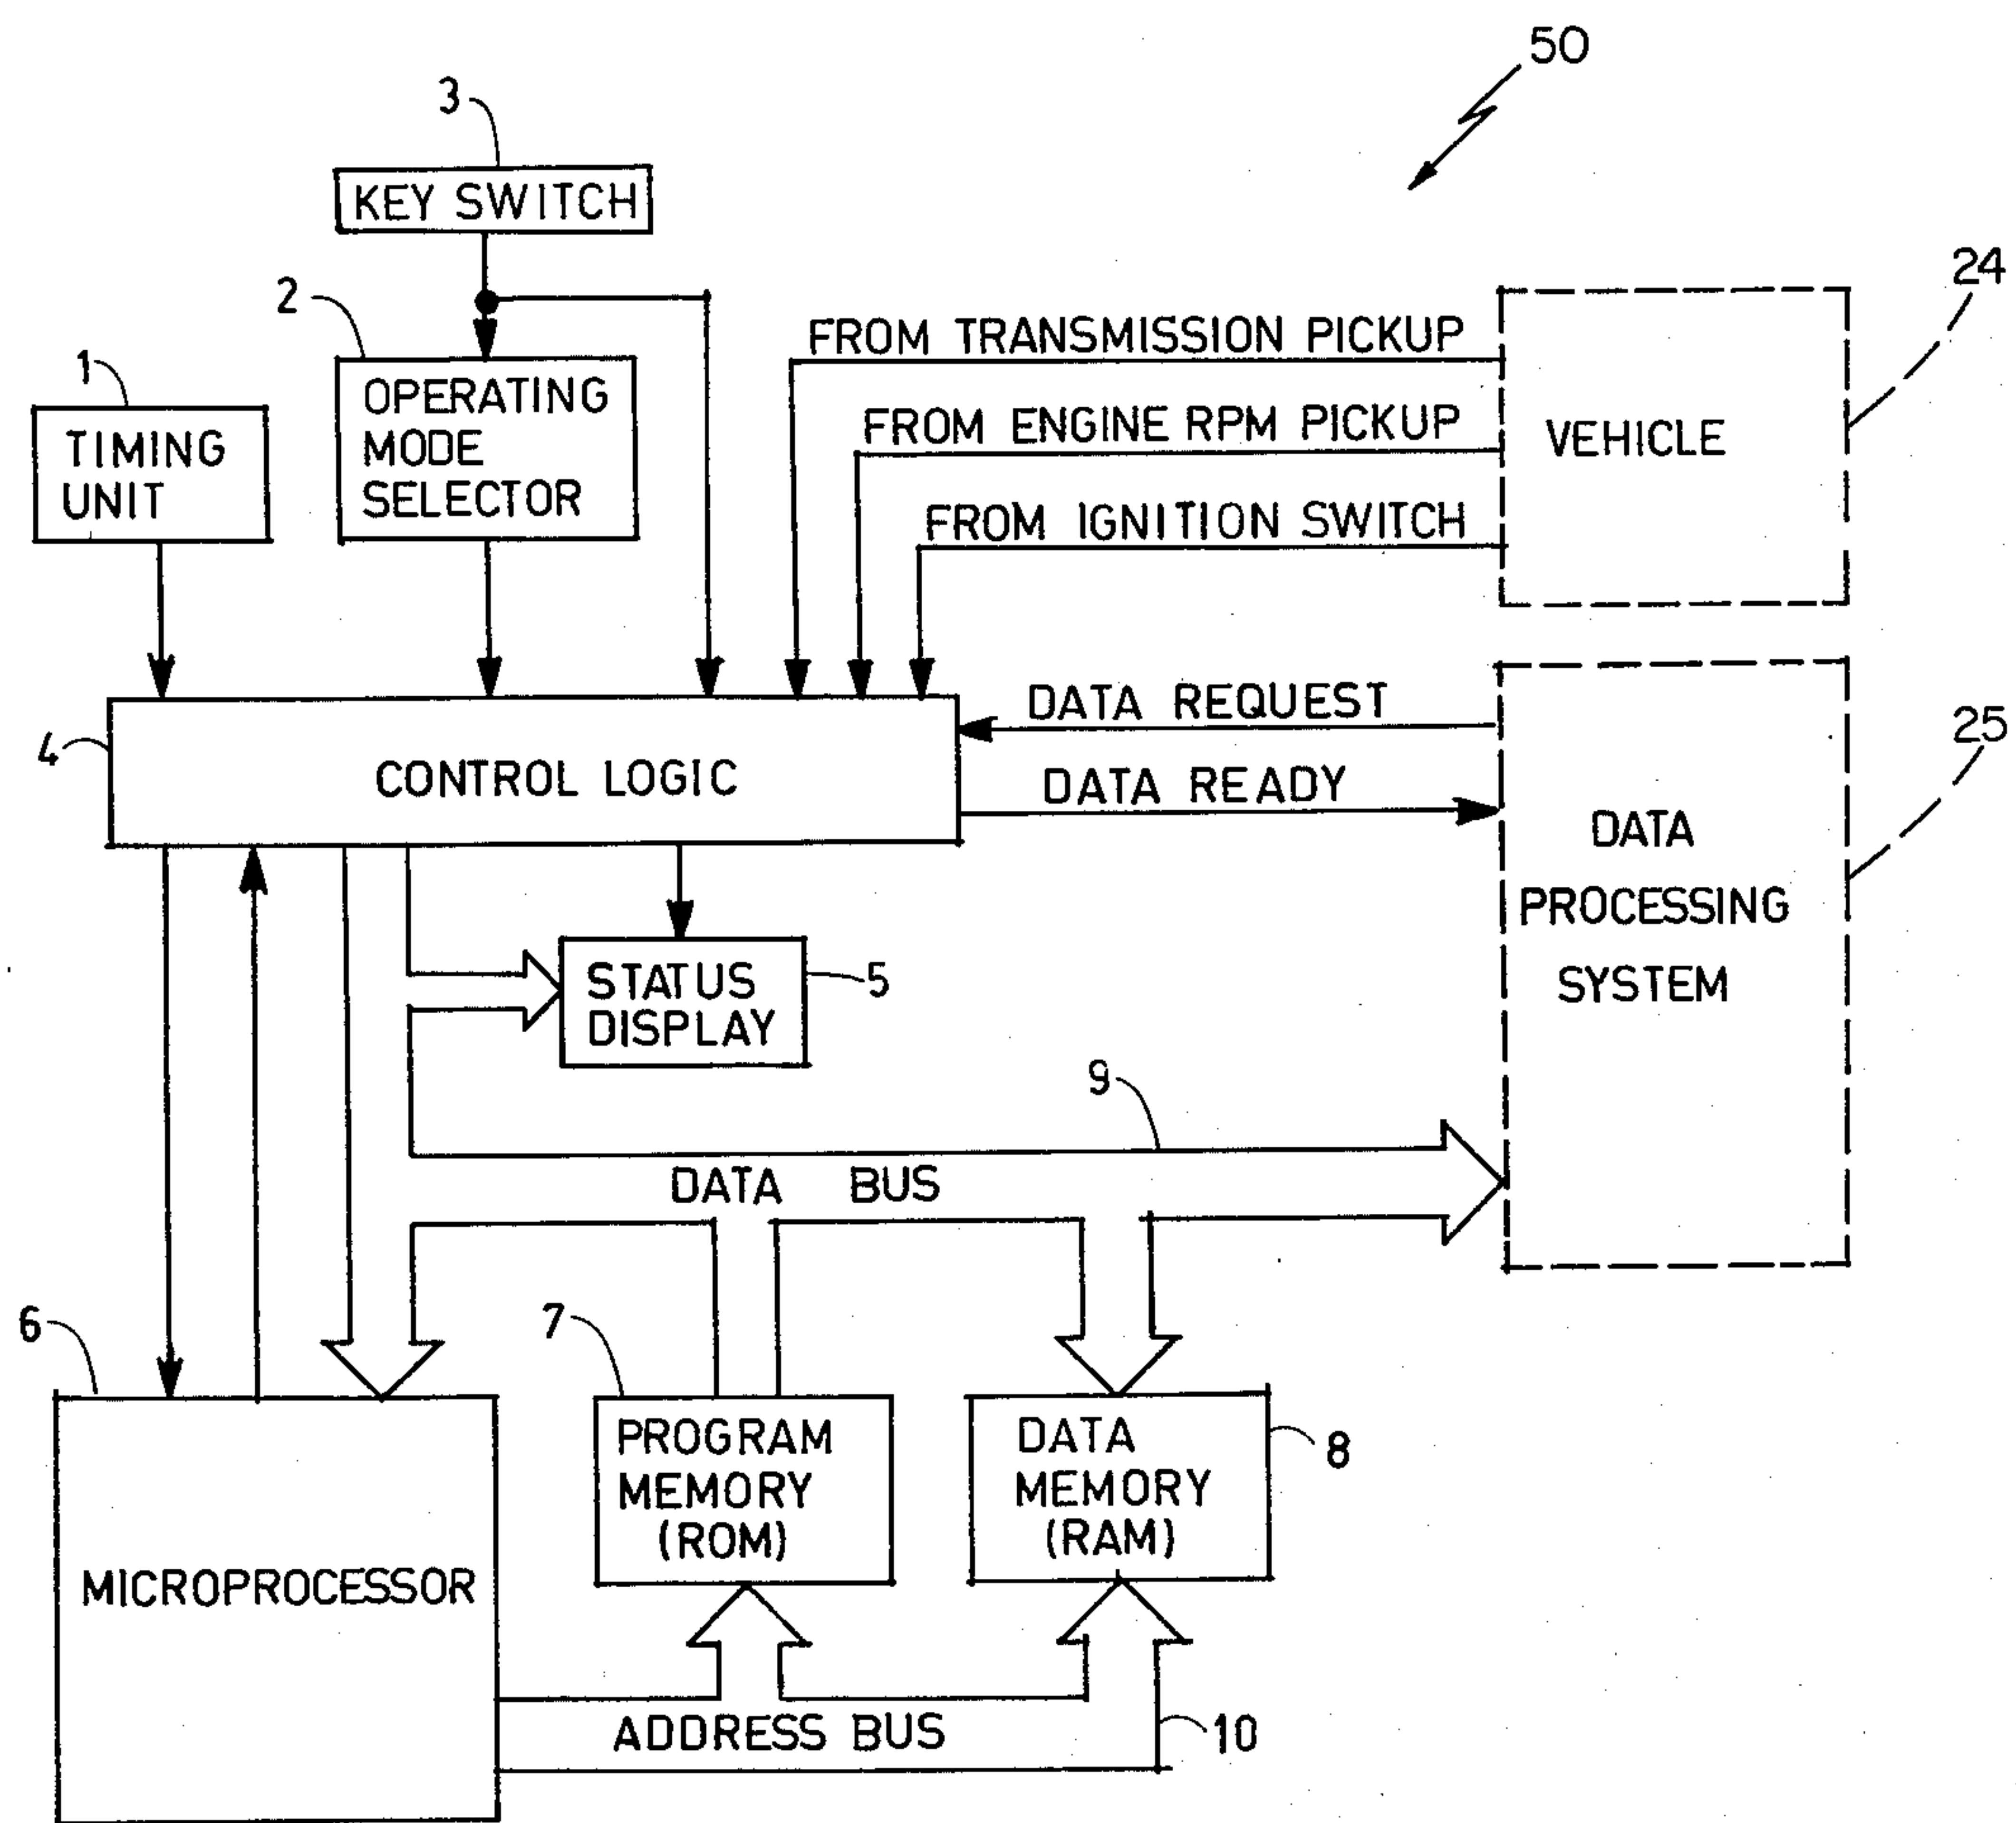 50
3
KEY SWITCH
24
2
FROM TRANSMISSION PICKUP
1
OPERATING
MODE
SELECTOR
FROM ENGINE RPM PICKUP
VEHICLE
TIMING
UNIT
FROM IGNITION SWITCH
DATA REQUEST
25
4
CONTROL LOGIC
DATA READY
DATA
PROCESSING
SYSTEM
STATUS
DISPLAY
5
9
DATA BUS
6
7
PROGRAM
MEMORY
(ROM)
DATA
MEMORY
(RAM)
8
MICROPROCESSOR
ADDRESS BUS
10